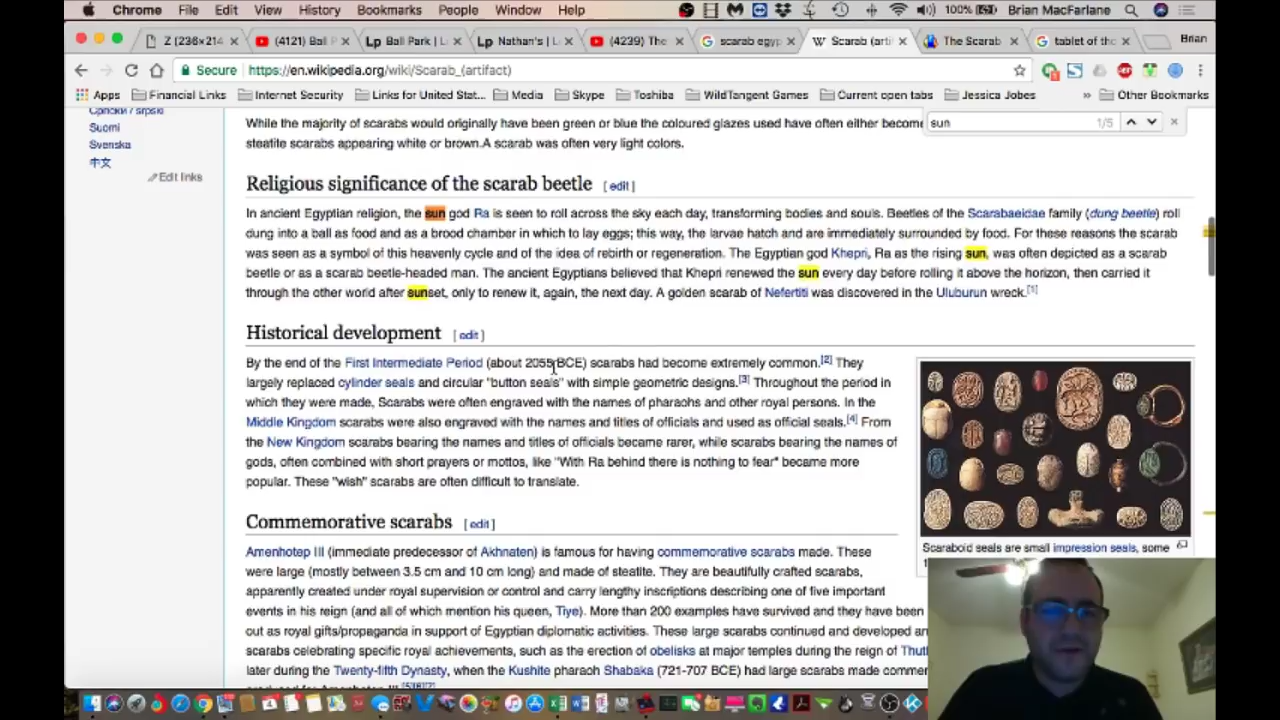 Chrome File Edit View History Bookmarks People Window Help 100% Brian MacFarlane
Z (236×214 (4121) Ball P Lp Ball Park | L Lp Nathan's | L (4239) The scarab egyp W Scarab (arti The Scarab tablet of the Brian
Secure https://en.wikipedia.org/wiki/Scarab_(artifact)
Apps Financial Links Internet Security Links for United Stat... Medium Skype Toshiba WildTangent Games Current open tabs Jessica Jobes » Other Bookmarks
Српски / srpski
Suomi
Svenska
中文
Edit links
sun 1/5
While the majority of scarabs would originally have been green or blue the coloured glazes used have often either become
steatite scarabs appearing white or brown.A scarab was often very light colors.
Religious significance of the scarab beetle [ edit ]
In ancient Egyptian religion, the sun god Ra is seen to roll across the sky each day, transforming bodies and souls. Beetles of the Scarabaeidae family (dung beetle) roll
dung into a ball as food and as a brood chamber in which to lay eggs; this way, the larvae hatch and are immediately surrounded by food. For these reasons the scarab
was seen as a symbol of this heavenly cycle and of the idea of rebirth or regeneration. The Egyptian god Khepri, Ra as the rising sun, was often depicted as a scarab
beetle or as a scarab beetle-headed man. The ancient Egyptians believed that Khepri renewed the sun every day before rolling it above the horizon, then carried it
through the other world after sunset, only to renew it, again, the next day. A golden scarab of Nefertiti was discovered in the Uluburun wreck.[1]
Historical development [ edit ]
By the end of the First Intermediate Period (about 2055 BCE) scarabs had become extremely common.[2] They
largely replaced cylinder seals and circular "button seals" with simple geometric designs.[3] Throughout the period in
which they were made, Scarabs were often engraved with the names of pharaohs and other royal persons. In the
Middle Kingdom scarabs were also engraved with the names and titles of officials and used as official seals.[4] From
the New Kingdom scarabs bearing the names and titles of officials became rarer, while scarabs bearing the names of
gods, often combined with short prayers or mottos, like "With Ra behind there is nothing to fear" became more
popular. These "wish" scarabs are often difficult to translate.
Scaraboid seals are small impression seals, some
Commemorative scarabs [ edit ]
Amenhotep III (immediate predecessor of Akhnaten) is famous for having commemorative scarabs made. These
were large (mostly between 3.5 cm and 10 cm long) and made of steatite. They are beautifully crafted scarabs,
apparently created under royal supervision or control and carry lengthy inscriptions describing one of five important
events in his reign (and all of which mention his queen, Tiye). More than 200 examples have survived and they have been
out as royal gifts/propaganda in support of Egyptian diplomatic activities. These large scarabs continued and developed an
scarabs celebrating specific royal achievements, such as the erection of obelisks at major temples during the reign of Thut
later during the Twenty-fifth Dynasty, when the Kushite pharaoh Shabaka (721-707 BCE) had large scarabs made comme